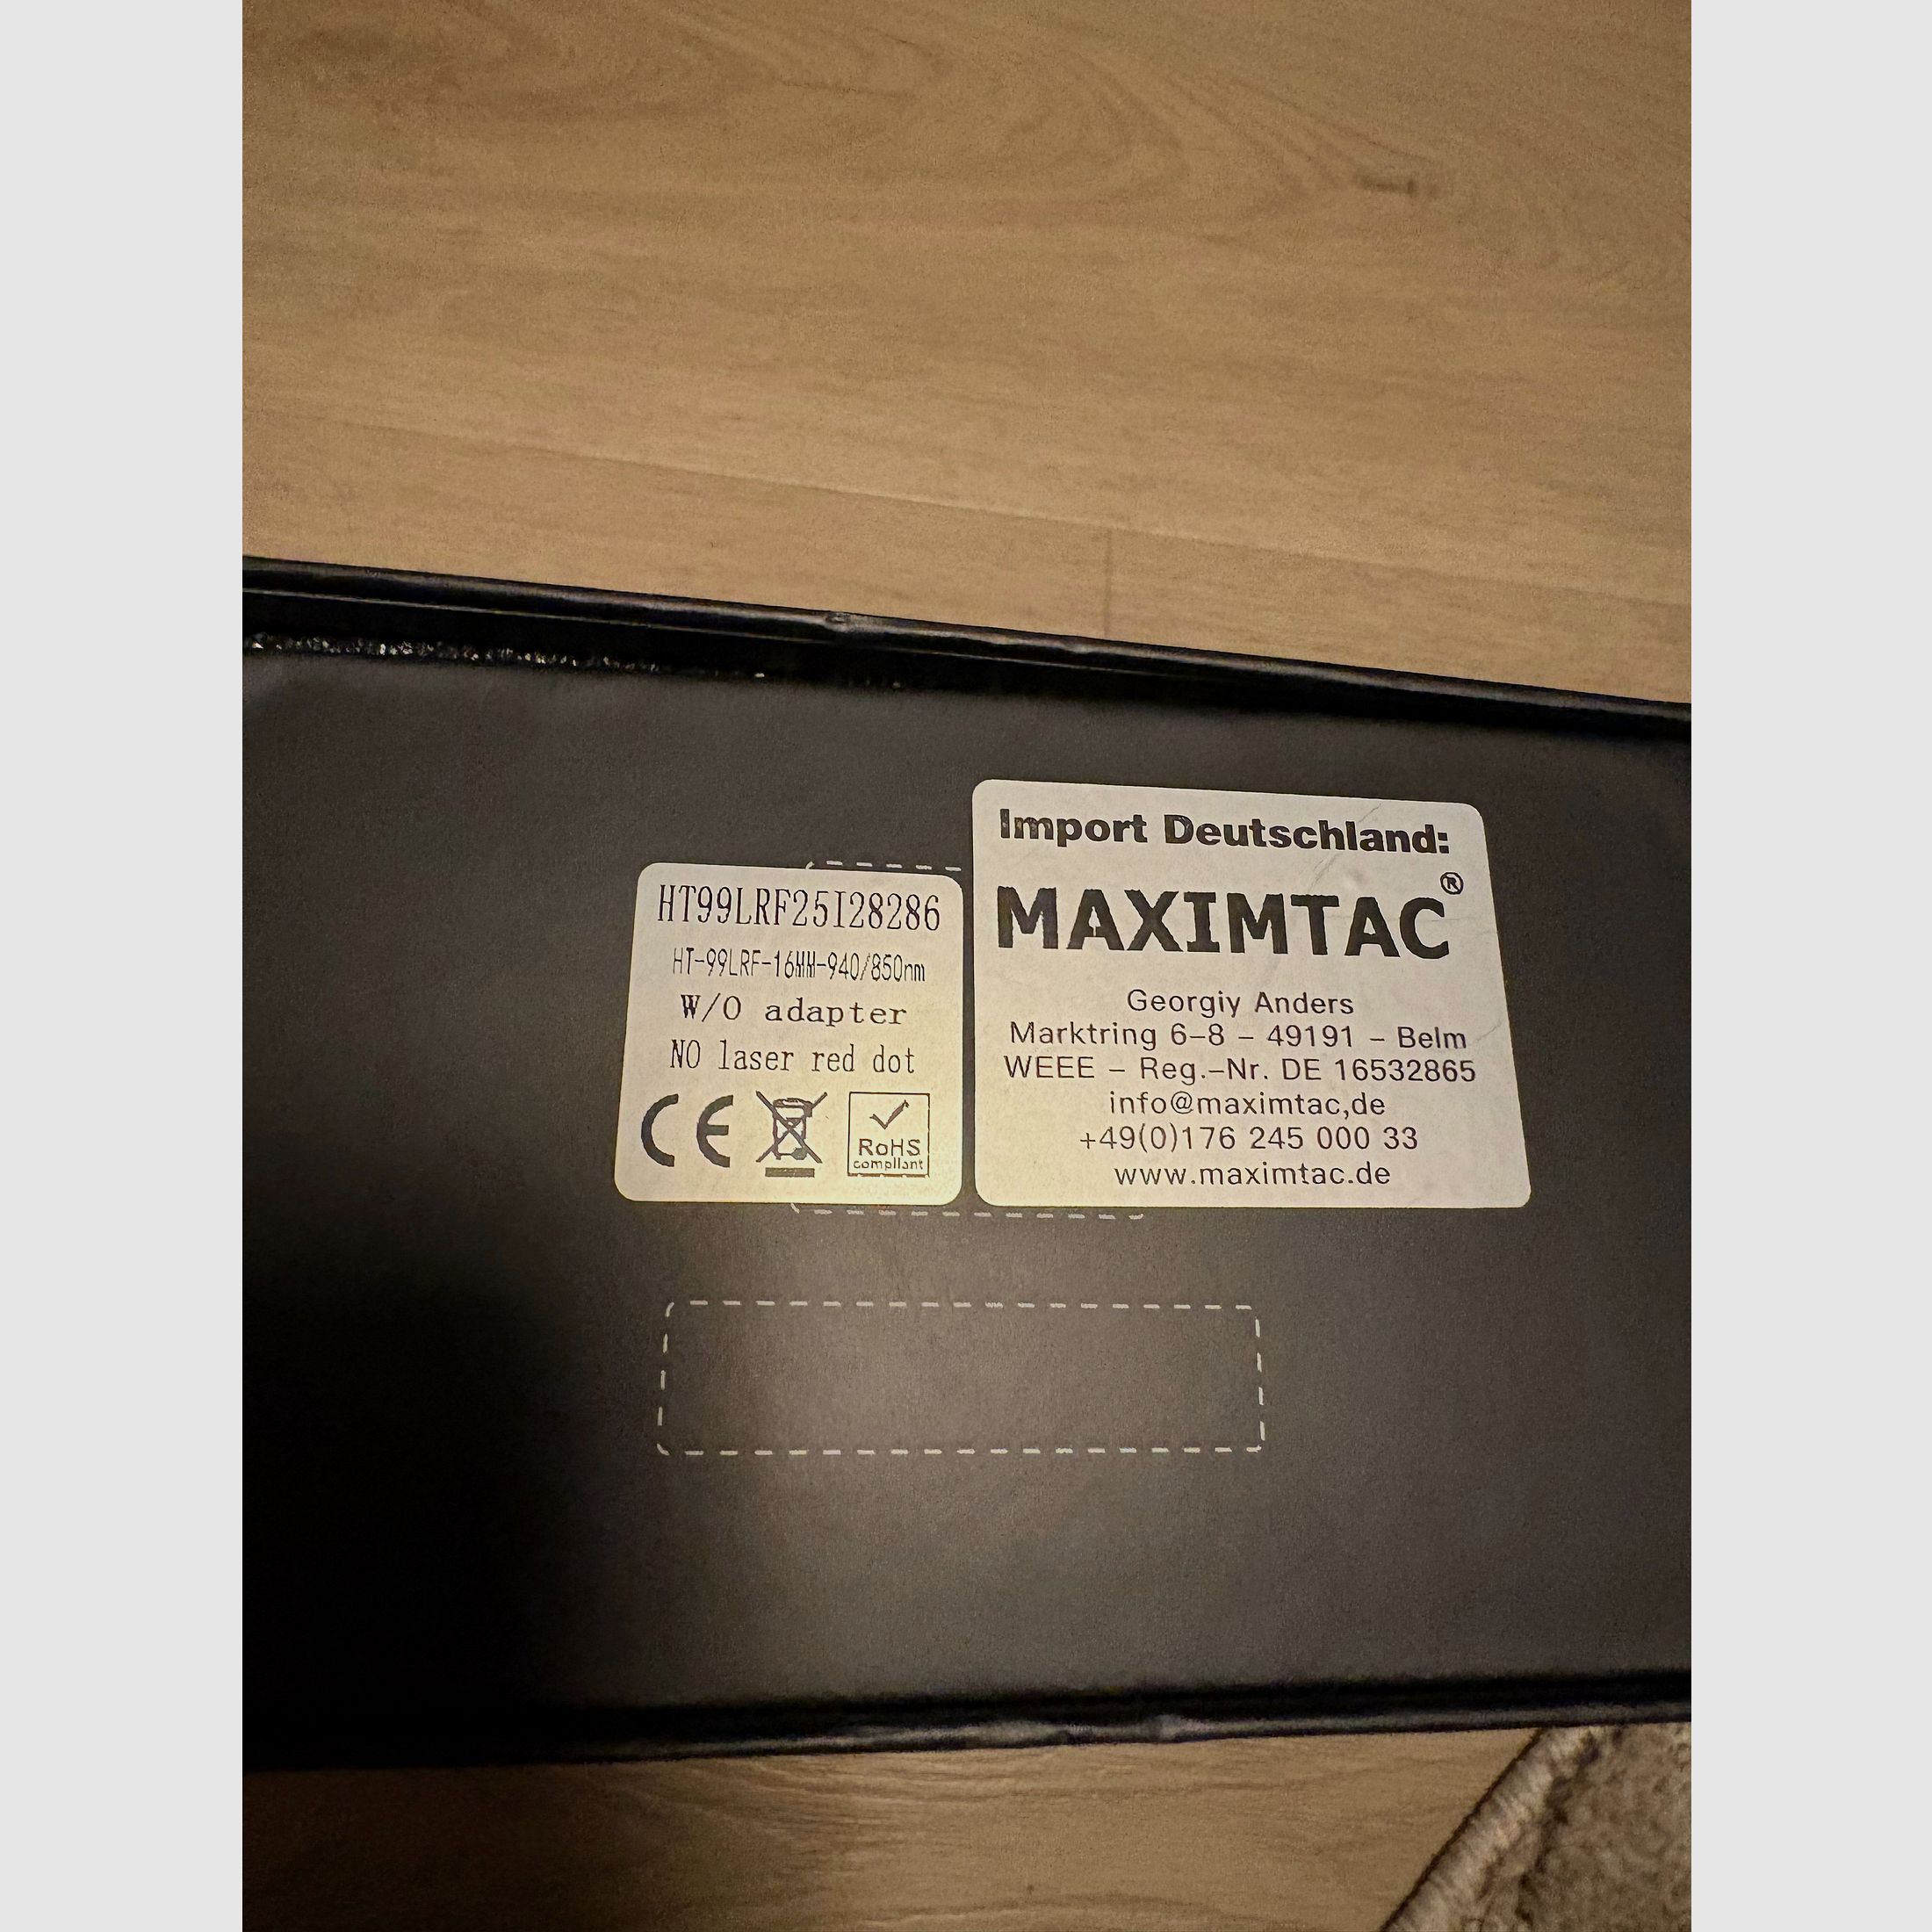 HT99LRF25I28286
HT-99LRF-16MM-940/850nm
W/O adapter
NO laser red dot
CE
RoHS
compliant
Import Deutschland:
MAXIMTAC®
Georgiy Anders
Marktring 6-8 - 49191 - Belm
WEEE - Reg.-Nr. DE 16532865
info@maximtac,de
+49(0)176 245 000 33
www.maximtac.de